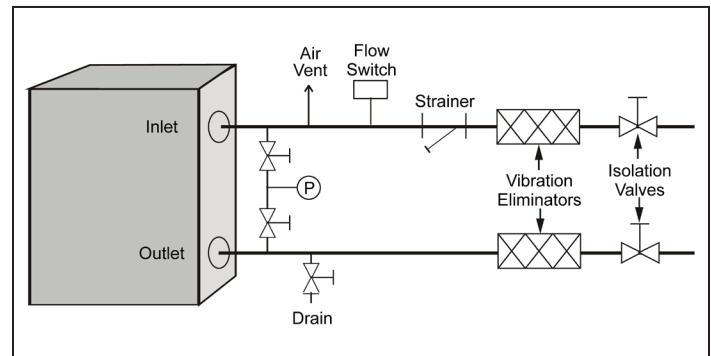 Air
Vent
Flow
Switch
Strainer
Inlet
P
Vibration
Eliminators
Isolation
Valves
Outlet
Drain